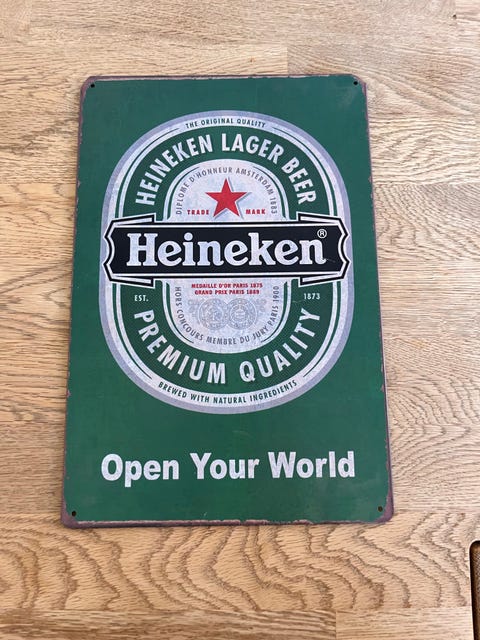 THE ORIGINAL QUALITY
HEINEKEN LAGER BEER
DIPLOME D'HONNEUR AMSTERDAM 1883
TRADE MARK
Heineken®
MEDAILLE D'OR PARIS 1875
GRAND PRIX PARIS 1889
EST. 1873
HORS CONCOURS MEMBRE DU JURY PARIS 1900
PREMIUM QUALITY
BREWED WITH NATURAL INGREDIENTS
Open Your World